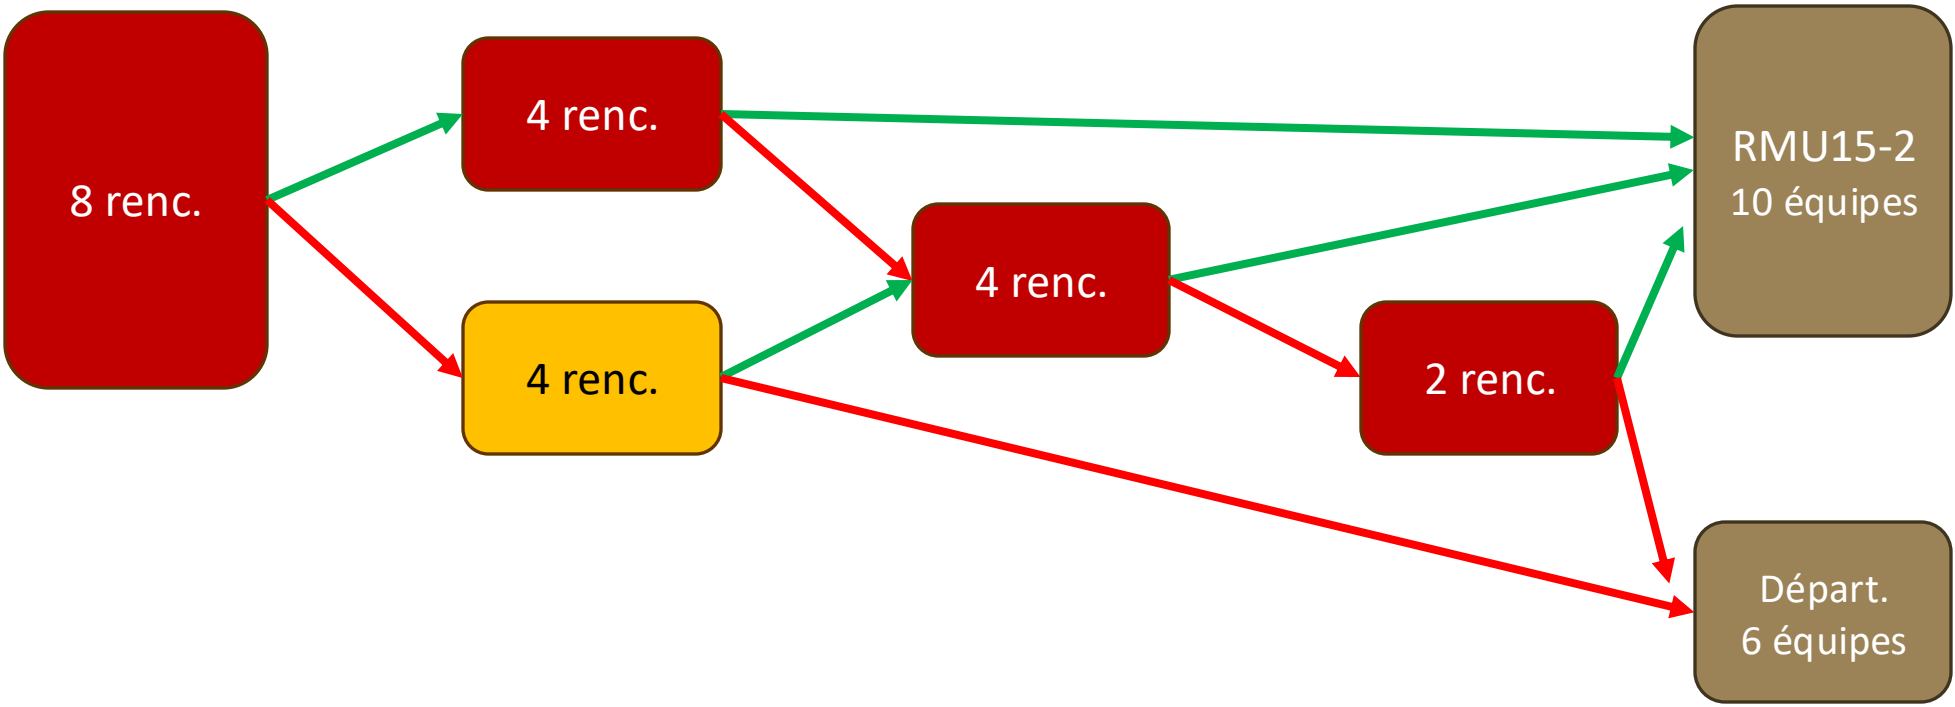 8 renc.
4 renc.
4 renc.
4 renc.
2 renc.
RMU15-2
10 équipes
Départ.
6 équipes